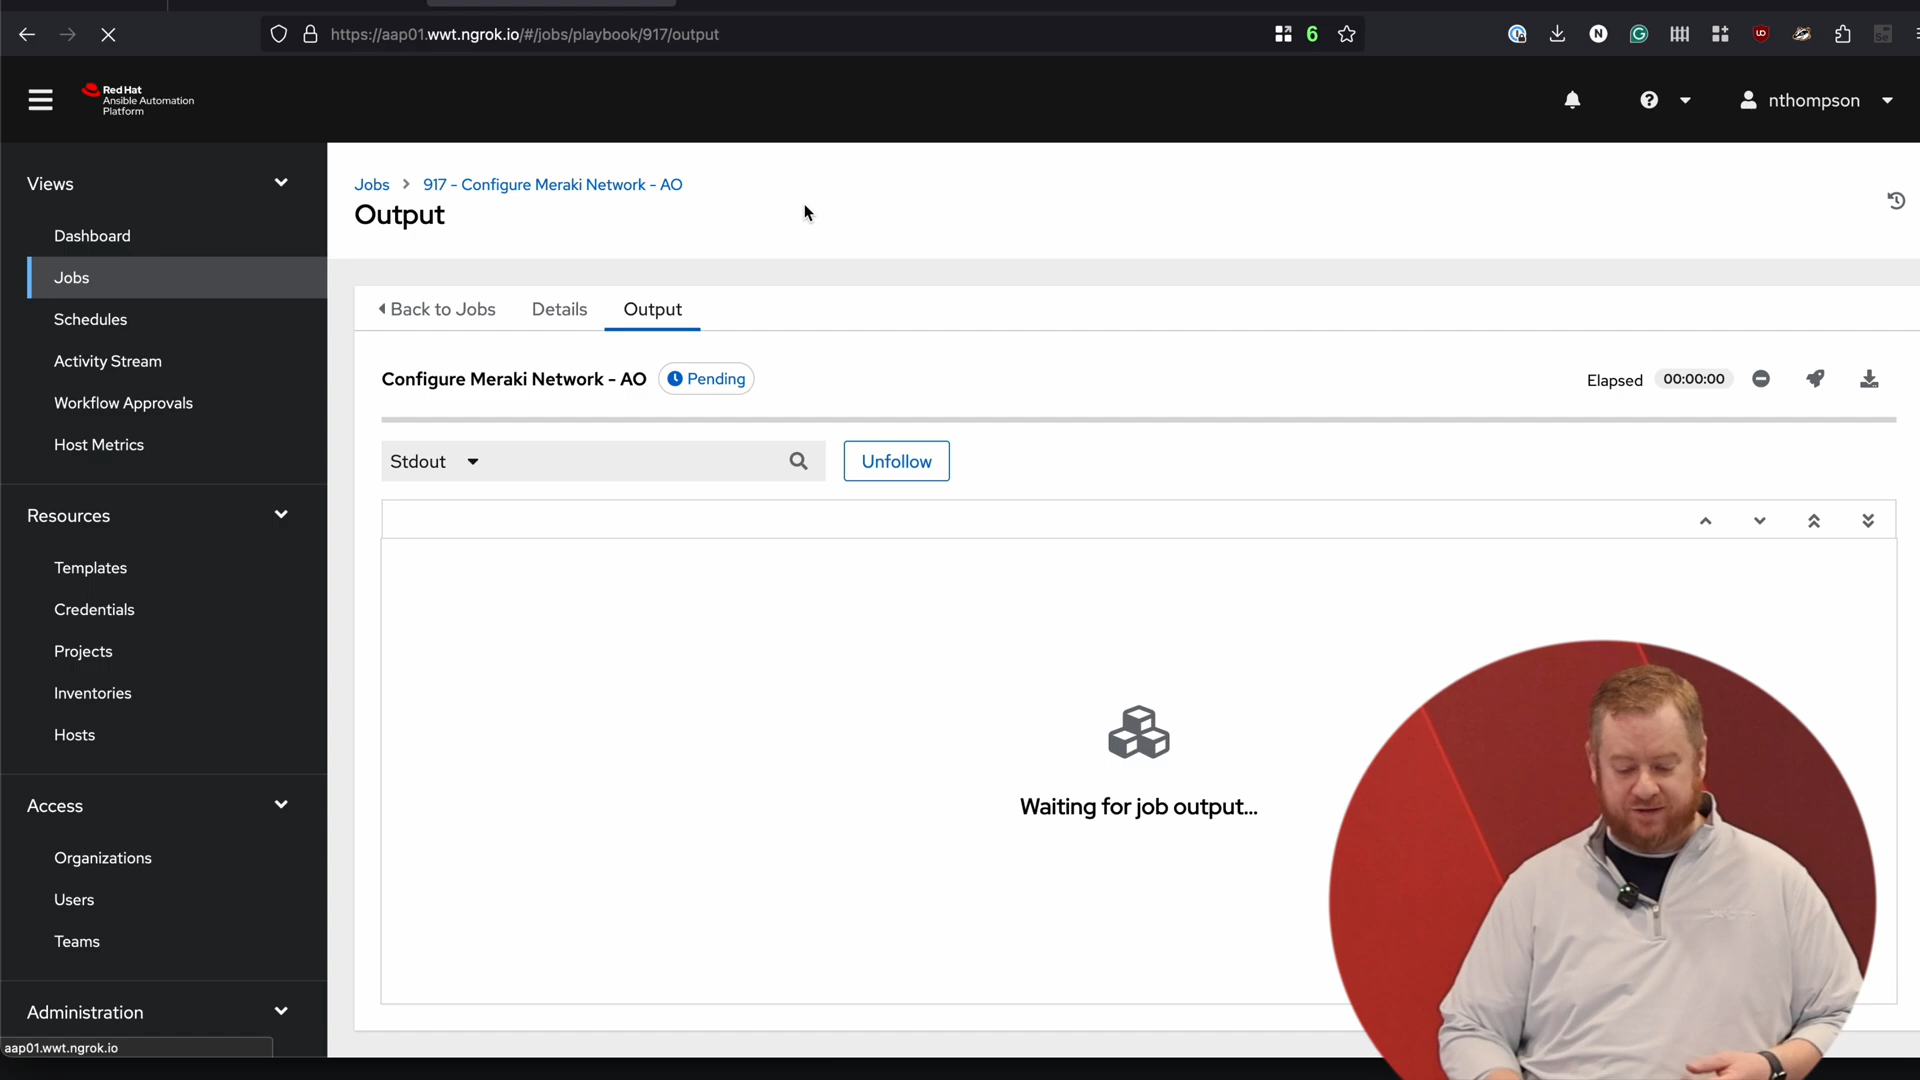 https://aap01.wwt.ngrok.io/#/jobs/playbook/917/output
6
Red Hat
Ansible Automation
Platform
nthompson
Views
Dashboard
Jobs
Schedules
Activity Stream
Workflow Approvals
Host Metrics
Resources
Templates
Credentials
Projects
Inventories
Hosts
Access
Organizations
Users
Teams
Administration
aap01.wwt.ngrok.io
Jobs > 917 - Configure Meraki Network - AO
Output
Back to Jobs Details Output
Configure Meraki Network - AO Pending
Elapsed 00:00:00
Stdout Unfollow
Waiting for job output...